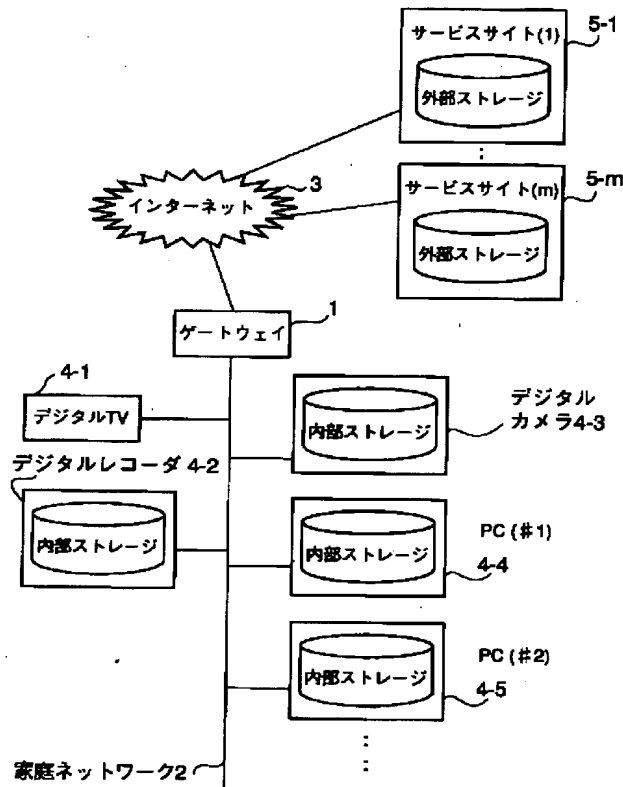 サービスサイト(1)
5-1
外部ストレージ
3
インターネット
サービスサイト(m)
5-m
外部ストレージ
1
ゲートウェイ
4-1
デジタルTV
デジタル
カメラ4-3
内部ストレージ
デジタルレコーダ 4-2
内部ストレージ
PC (#1)
内部ストレージ
4-4
PC (#2)
内部ストレージ
4-5
家庭ネットワーク2